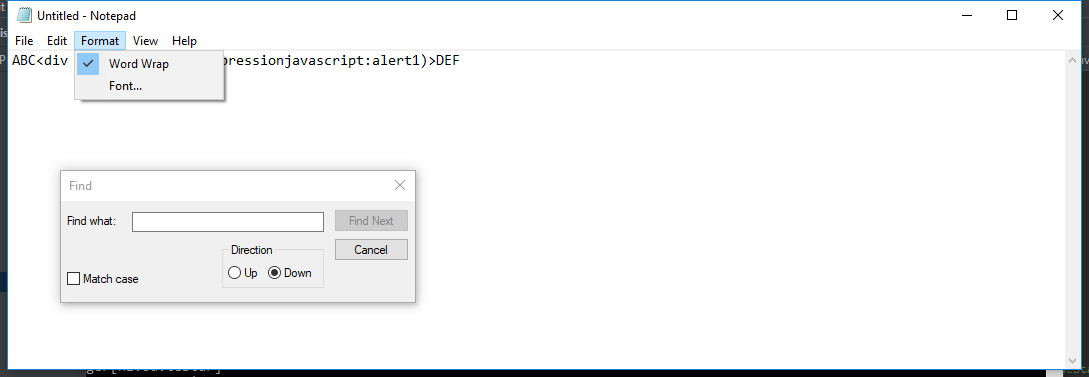 Untitled - Notepad
File Edit Format View Help
ABC<div pressionjavascript:alert1)>DEF
Word Wrap
Font...
Find
Find what:
Find Next
Direction
Cancel
Up Down
Match case